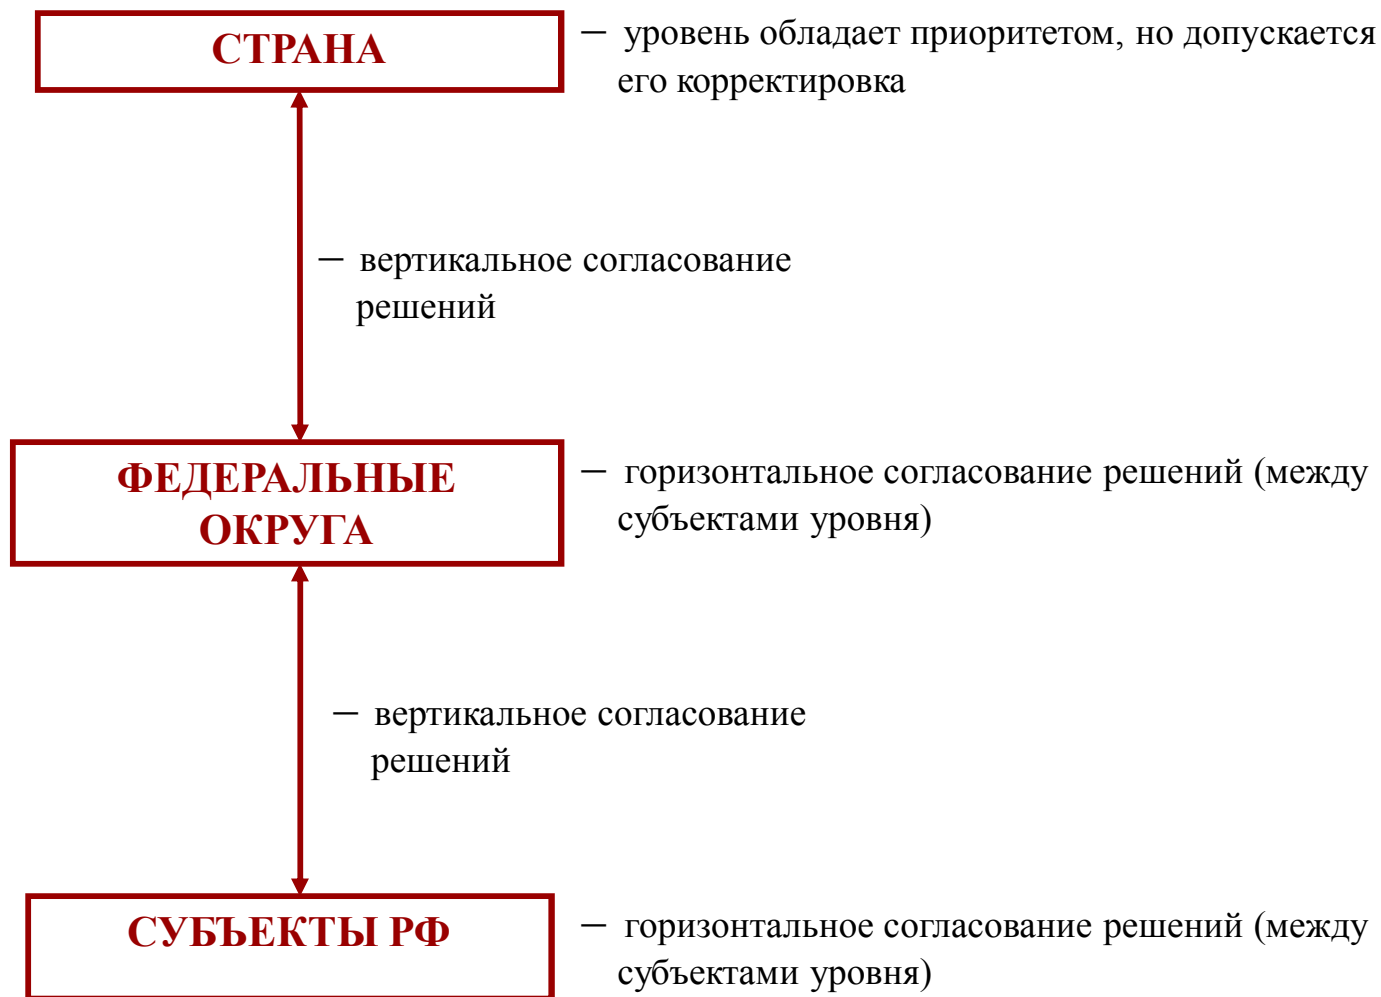 СТРАНА
— уровень обладает приоритетом, но допускается
его корректировка
— вертикальное согласование
решений
ФЕДЕРАЛЬНЫЕ
ОКРУГА
— горизонтальное согласование решений (между
субъектами уровня)
— вертикальное согласование
решений
СУБЪЕКТЫ РФ
— горизонтальное согласование решений (между
субъектами уровня)